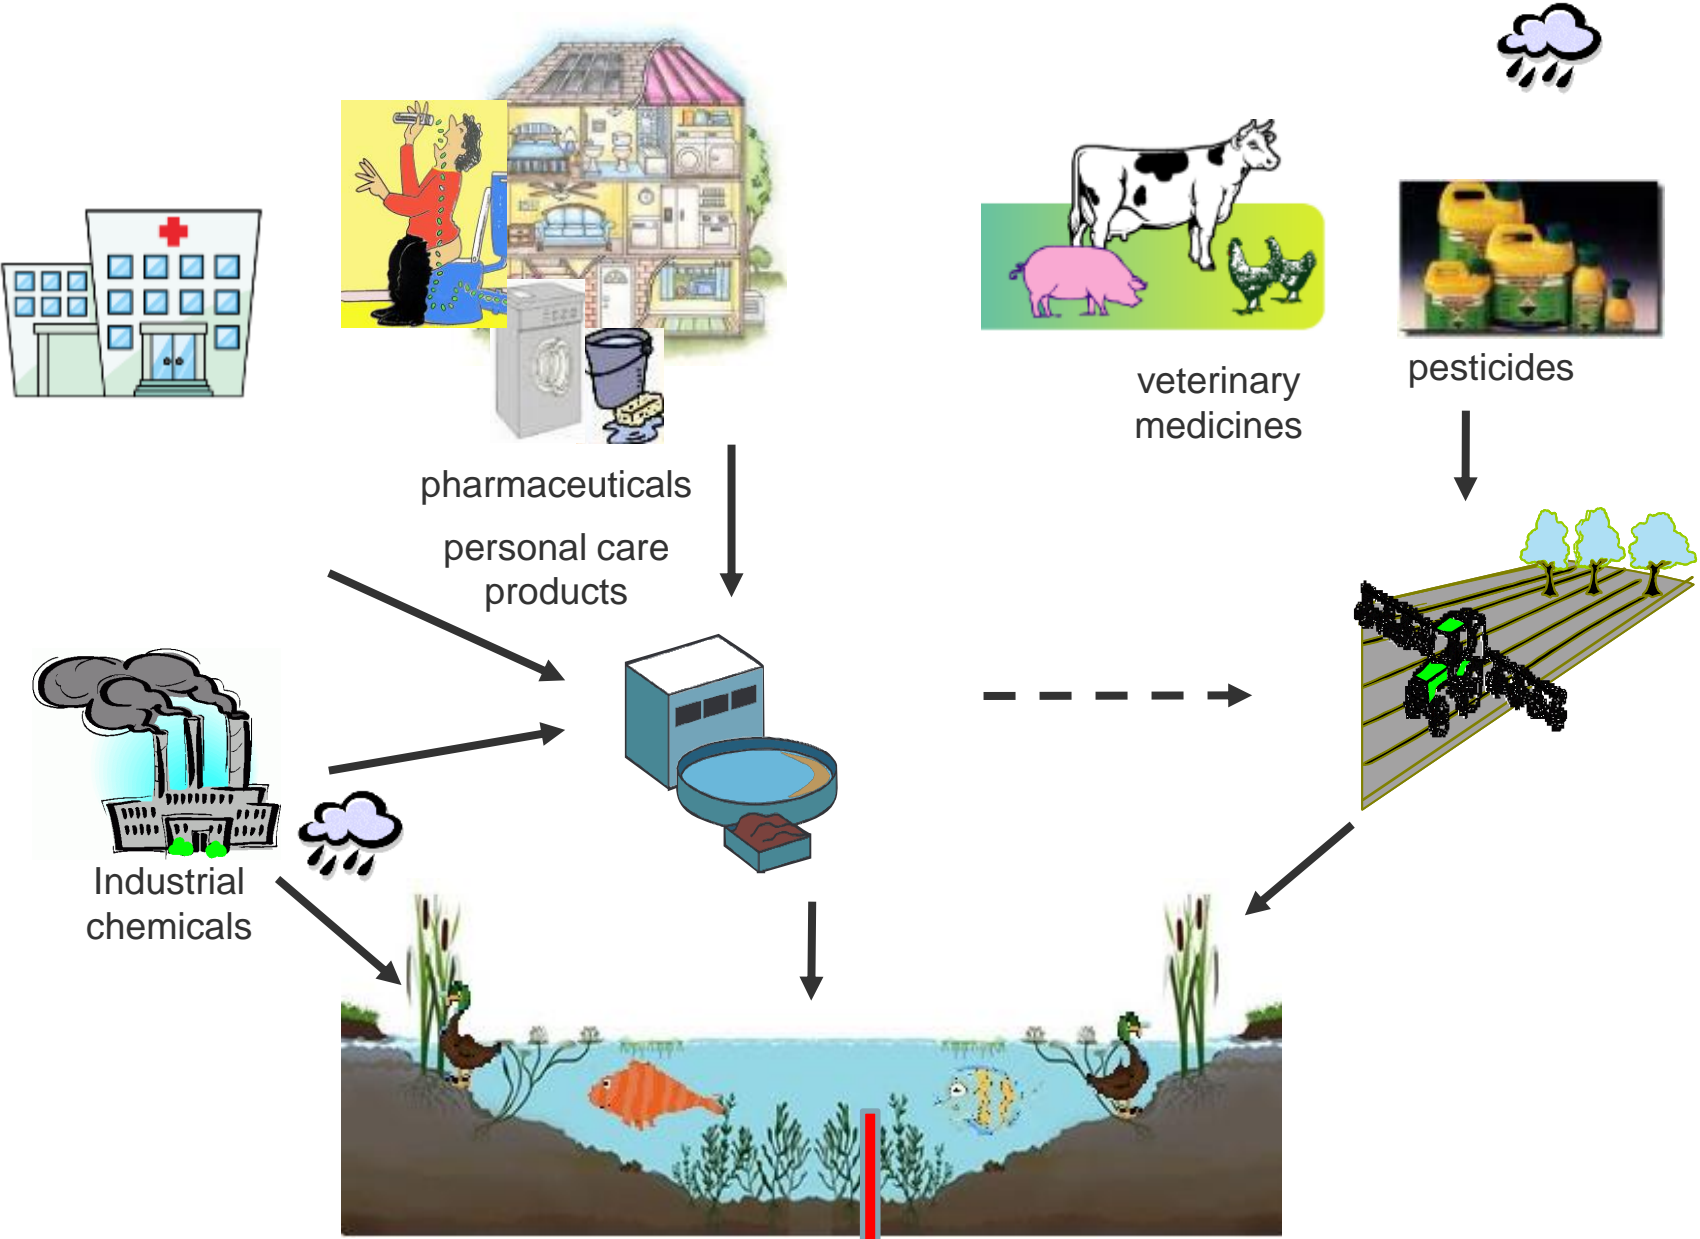 veterinary
medicines
pesticides
pharmaceuticals
personal care
products
Industrial
chemicals